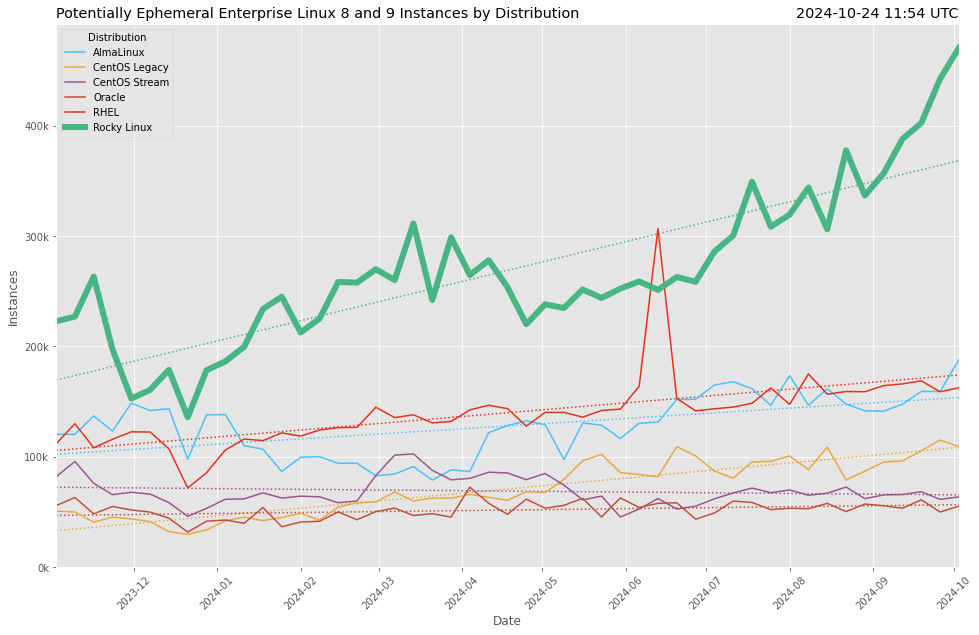 Potentially Ephemeral Enterprise Linux 8 and 9 Instances by Distribution
2024-10-24 11:54 UTC
Distribution
AlmaLinux
CentOS Legacy
CentOS Stream
Oracle
RHEL
Rocky Linux
Instances
400k
300k
200k
100k
0k
2023-12
2024-01
2024-02
2024-03
2024-04
2024-05
2024-06
2024-07
2024-08
2024-09
2024-10
Date